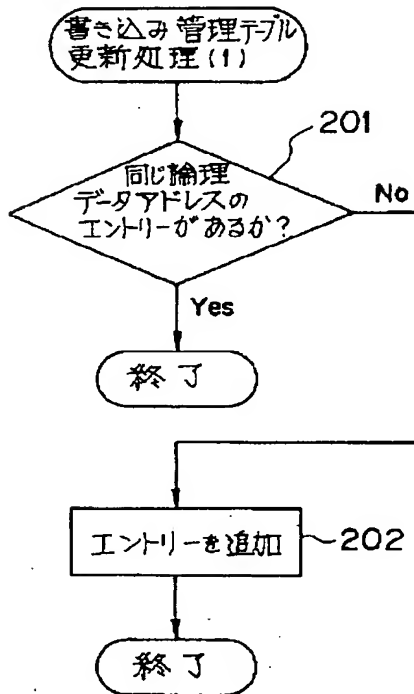 書き込み管理テーブル
更新処理(1)
201
同じ論理
データアドレスの
エントリーがあるか?
No
Yes
終了
エントリーを追加
202
終了